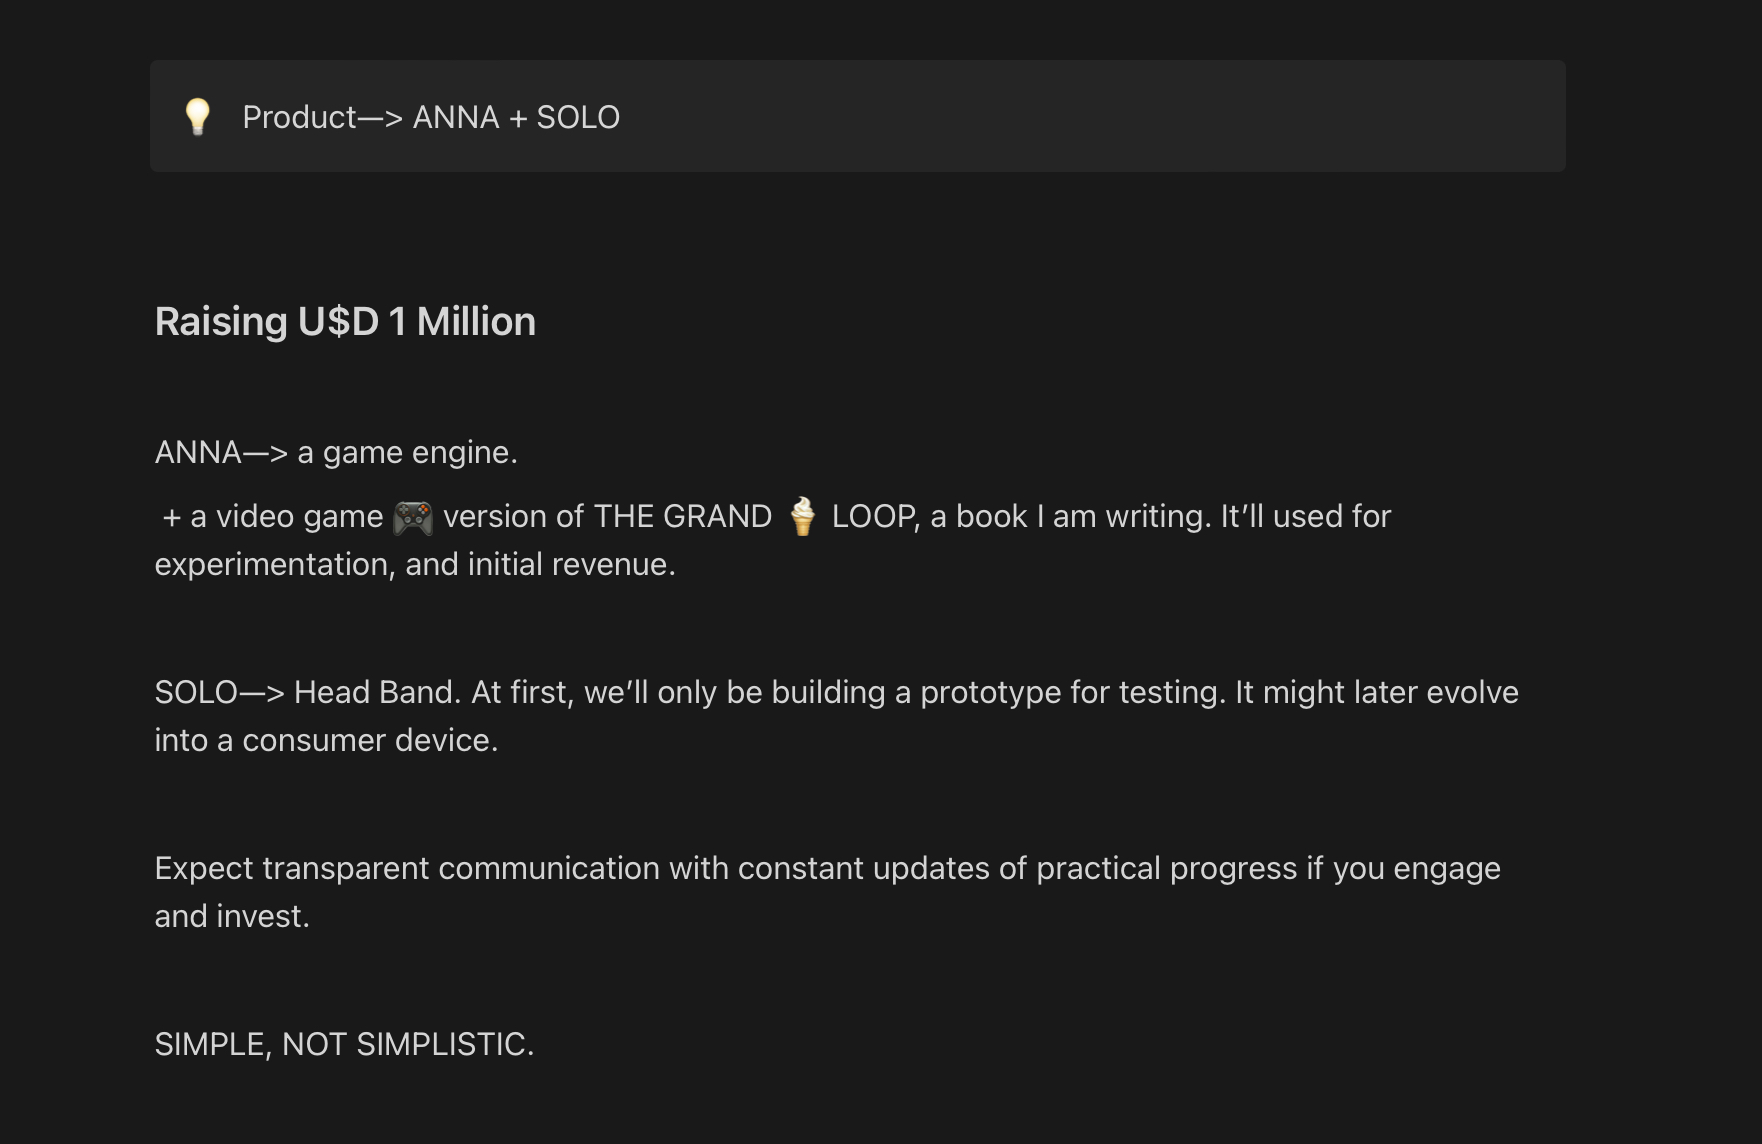 💡 Product—> ANNA + SOLO
Raising U$D 1 Million
ANNA—> a game engine.
+ a video game 🎮 version of THE GRAND 🍦 LOOP, a book I am writing. It’ll used for
experimentation, and initial revenue.
SOLO—> Head Band. At first, we’ll only be building a prototype for testing. It might later evolve
into a consumer device.
Expect transparent communication with constant updates of practical progress if you engage
and invest.
SIMPLE, NOT SIMPLISTIC.